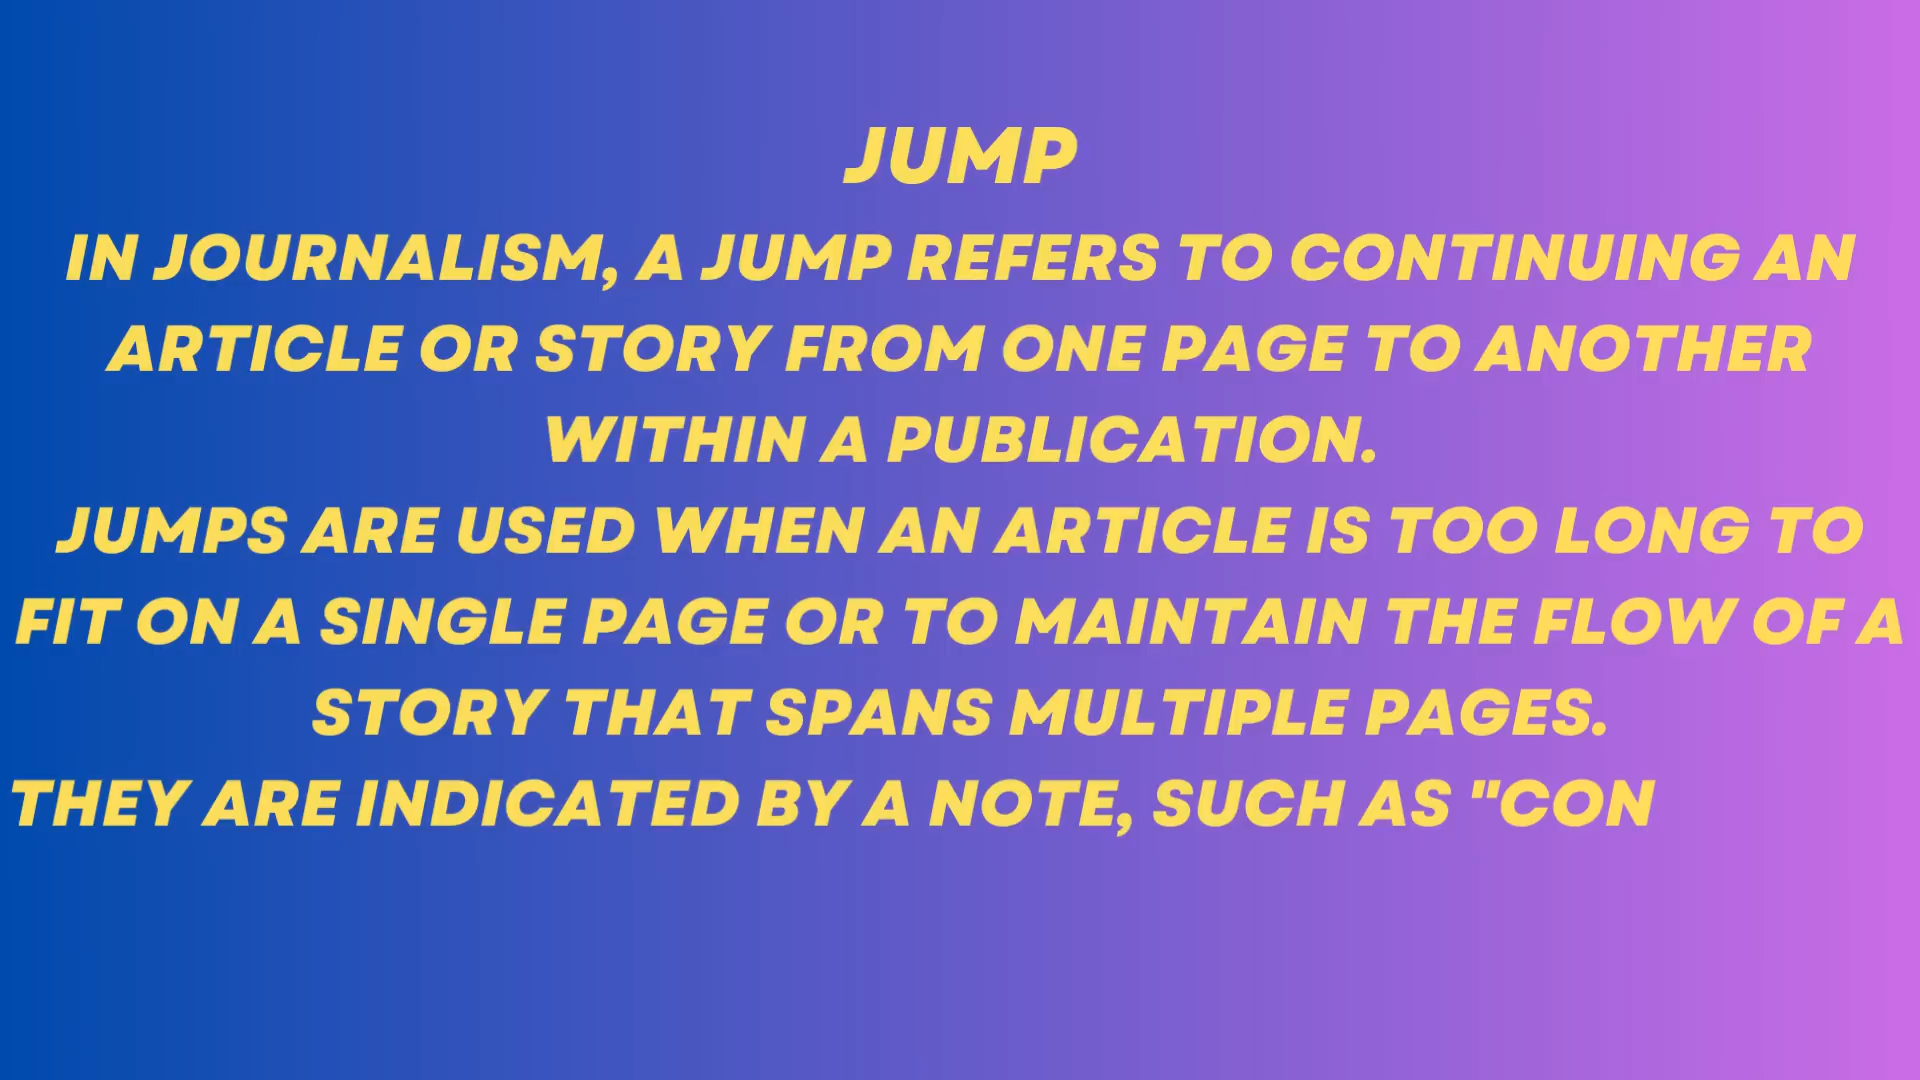 JUMP
IN JOURNALISM, A JUMP REFERS TO CONTINUING AN
ARTICLE OR STORY FROM ONE PAGE TO ANOTHER
WITHIN A PUBLICATION.
JUMPS ARE USED WHEN AN ARTICLE IS TOO LONG TO
FIT ON A SINGLE PAGE OR TO MAINTAIN THE FLOW OF A
STORY THAT SPANS MULTIPLE PAGES.
THEY ARE INDICATED BY A NOTE, SUCH AS "CON